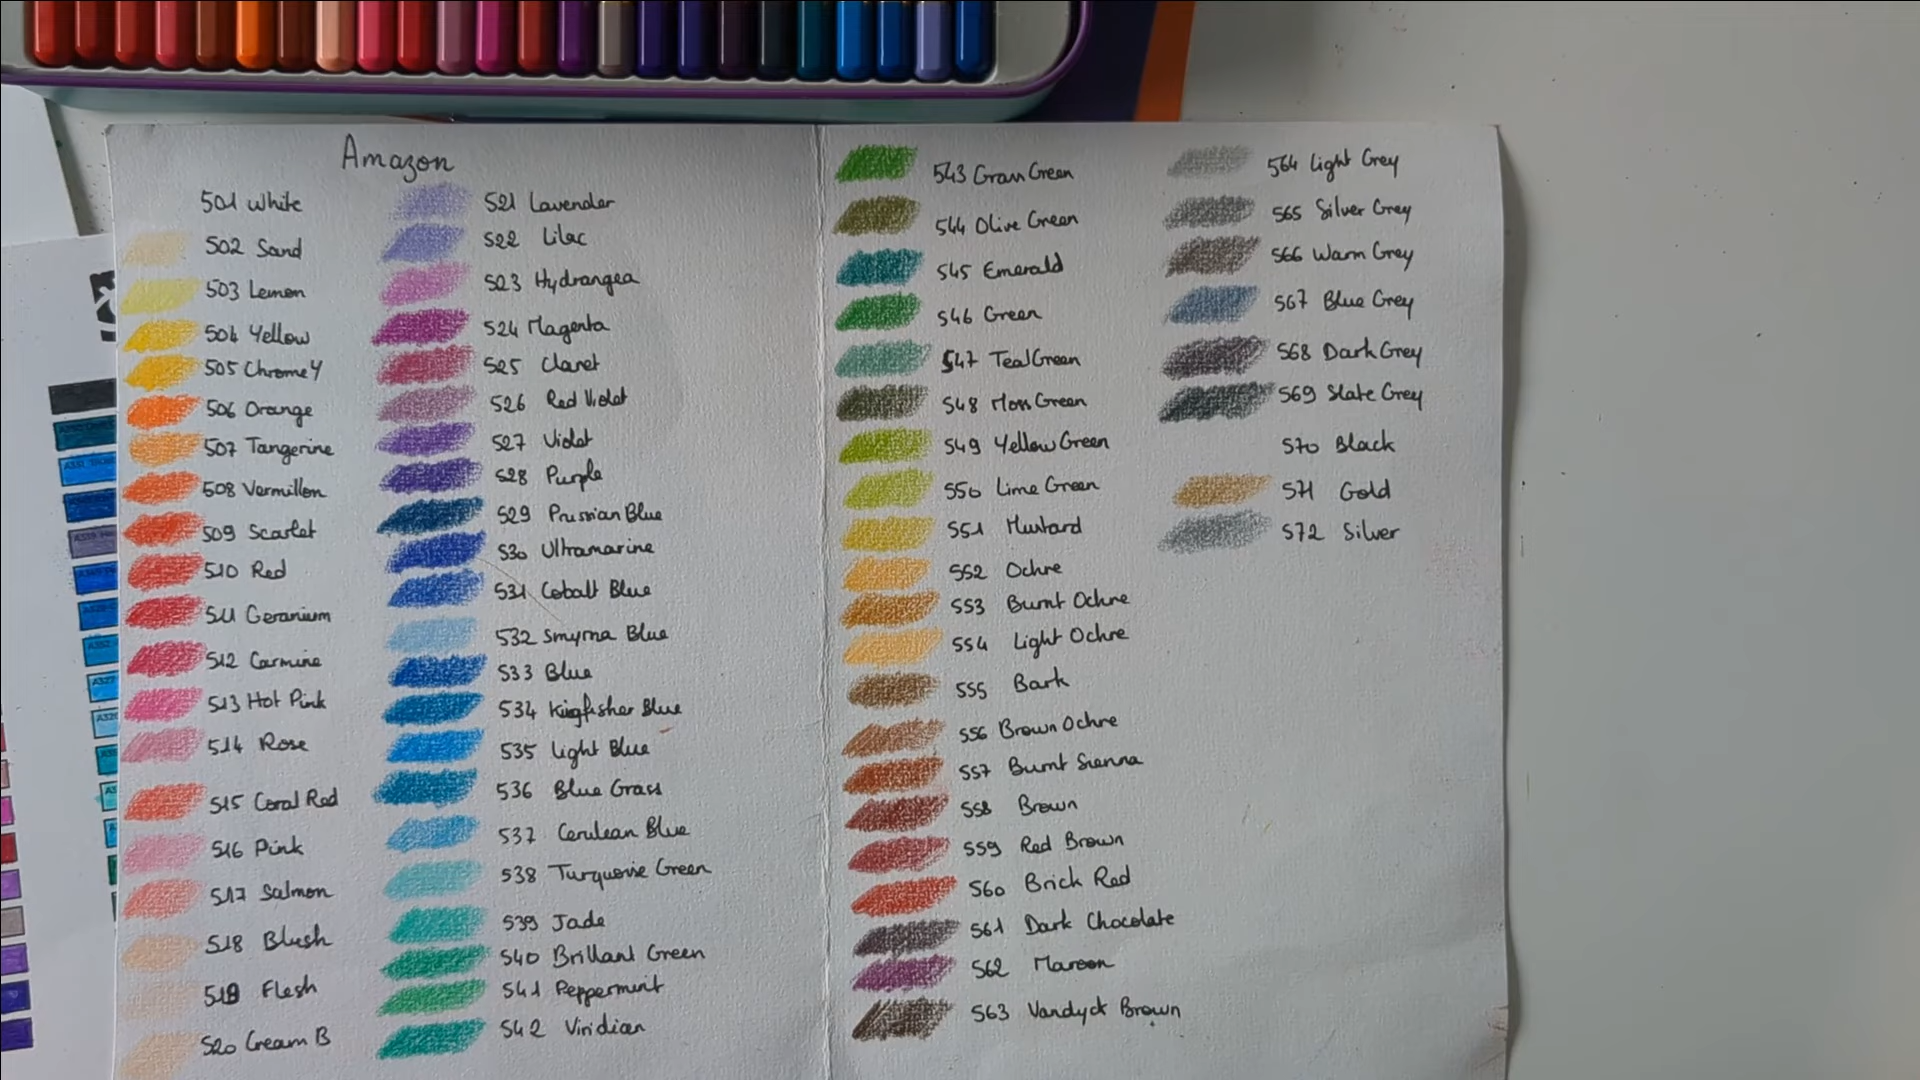 Amazon
501 White
502 Sand
503 Lemon
504 Yellow
505 Chrome Y
506 Orange
507 Tangerine
508 Vermillon
509 Scarlet
510 Red
511 Geranium
512 Carmine
513 Hot Pink
514 Rose
515 Coral Red
516 Pink
517 Salmon
518 Blush
519 Flesh
520 Cream B
521 Lavender
522 Lilac
523 Hydrangea
524 Magenta
525 Claret
526 Red Violet
527 Violet
528 Purple
529 Prussian Blue
530 Ultramarine
531 Cobalt Blue
532 Smyrna Blue
533 Blue
534 Kingfisher Blue
535 Light Blue
536 Blue Grass
537 Cerulean Blue
538 Turquoise Green
539 Jade
540 Brillant Green
541 Peppermint
542 Viridian
543 Grass Green
544 Olive Green
545 Emerald
546 Green
547 Teal Green
548 Moss Green
549 Yellow Green
550 Lime Green
551 Mustard
552 Ochre
553 Burnt Ochre
554 Light Ochre
555 Bark
556 Brown Ochre
557 Burnt Sienna
558 Brown
559 Red Brown
560 Brick Red
561 Dark Chocolate
562 Maroon
563 Vandyck Brown
564 Light Grey
565 Silver Grey
566 Warm Grey
567 Blue Grey
568 Dark Grey
569 Slate Grey
570 Black
571 Gold
572 Silver